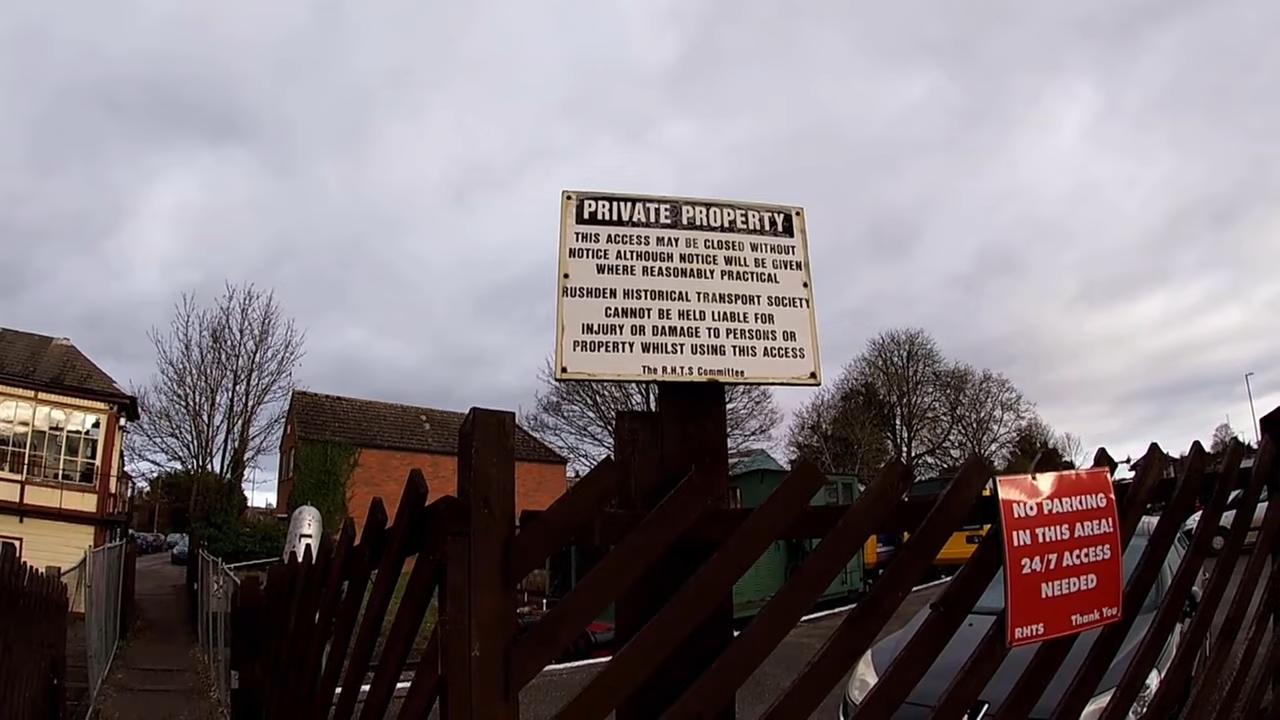 PRIVATE PROPERTY
THIS ACCESS MAY BE CLOSED WITHOUT
NOTICE ALTHOUGH NOTICE WILL BE GIVEN
WHERE REASONABLY PRACTICAL
RUSHDEN HISTORICAL TRANSPORT SOCIETY
CANNOT BE HELD LIABLE FOR
INJURY OR DAMAGE TO PERSONS OR
PROPERTY WHILST USING THIS ACCESS
The R.H.T.S Committee
NO PARKING
IN THIS AREA!
24/7 ACCESS
NEEDED
RHTS Thank You